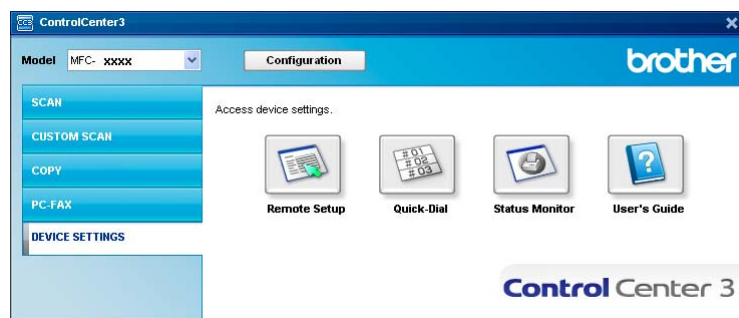 CC3 ControlCenter3
Model MFC- xxxx Configuration brother
SCAN
Access device settings.
CUSTOM SCAN
COPY
# 01
# 02
# 03
?
PC-FAX
Remote Setup Quick-Dial Status Monitor User's Guide
DEVICE SETTINGS
Control Center 3